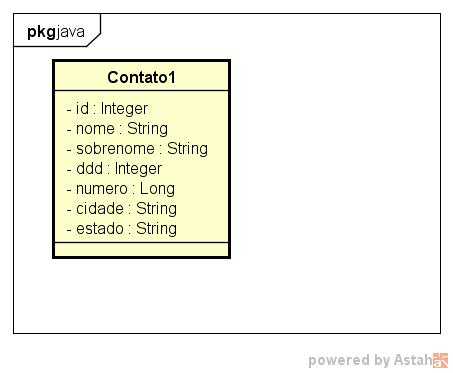 pkgjava
Contato1
- id : Integer
- nome : String
- sobrenome : String
- ddd : Integer
- numero : Long
- cidade : String
- estado : String
powered by Astah